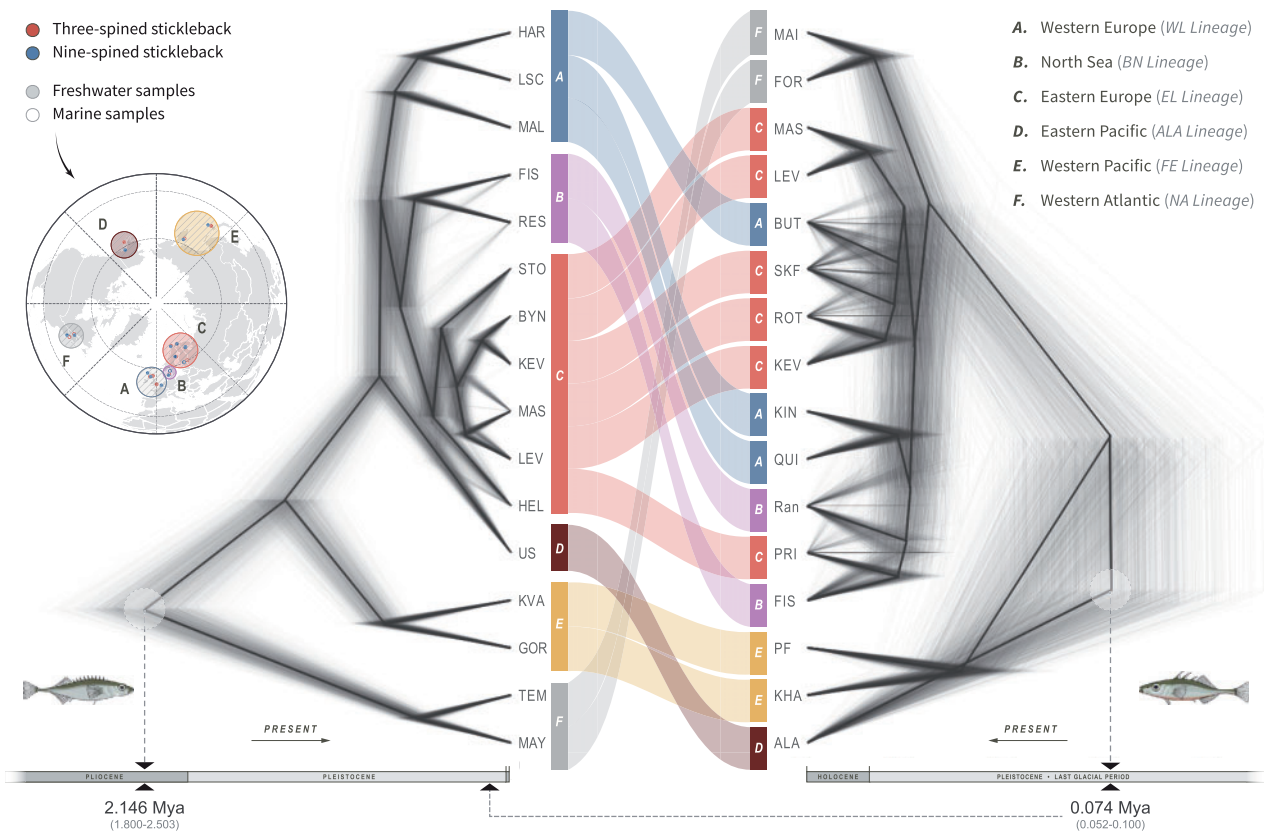 Three-spined stickleback
Nine-spined stickleback
Freshwater samples
Marine samples
D
E
C
F
A
B
HAR
LSC
MAL
FIS
RES
STO
BYN
KEV
MAS
LEV
HEL
US
KVA
GOR
TEM
MAY
A
B
C
D
E
F
F
F
C
C
A
C
C
C
A
A
B
C
B
E
E
D
MAI
FOR
MAS
LEV
BUT
SKF
ROT
KEV
KIN
QUI
Ran
PRI
FIS
PF
KHA
ALA
A. Western Europe (WL Lineage)
B. North Sea (BN Lineage)
C. Eastern Europe (EL Lineage)
D. Eastern Pacific (ALA Lineage)
E. Western Pacific (FE Lineage)
F. Western Atlantic (NA Lineage)
PRESENT
PRESENT
PLIOCENE
PLEISTOCENE
HOLOCENE
PLEISTOCENE • LAST GLACIAL PERIOD
2.146 Mya
(1.800-2.503)
0.074 Mya
(0.052-0.100)